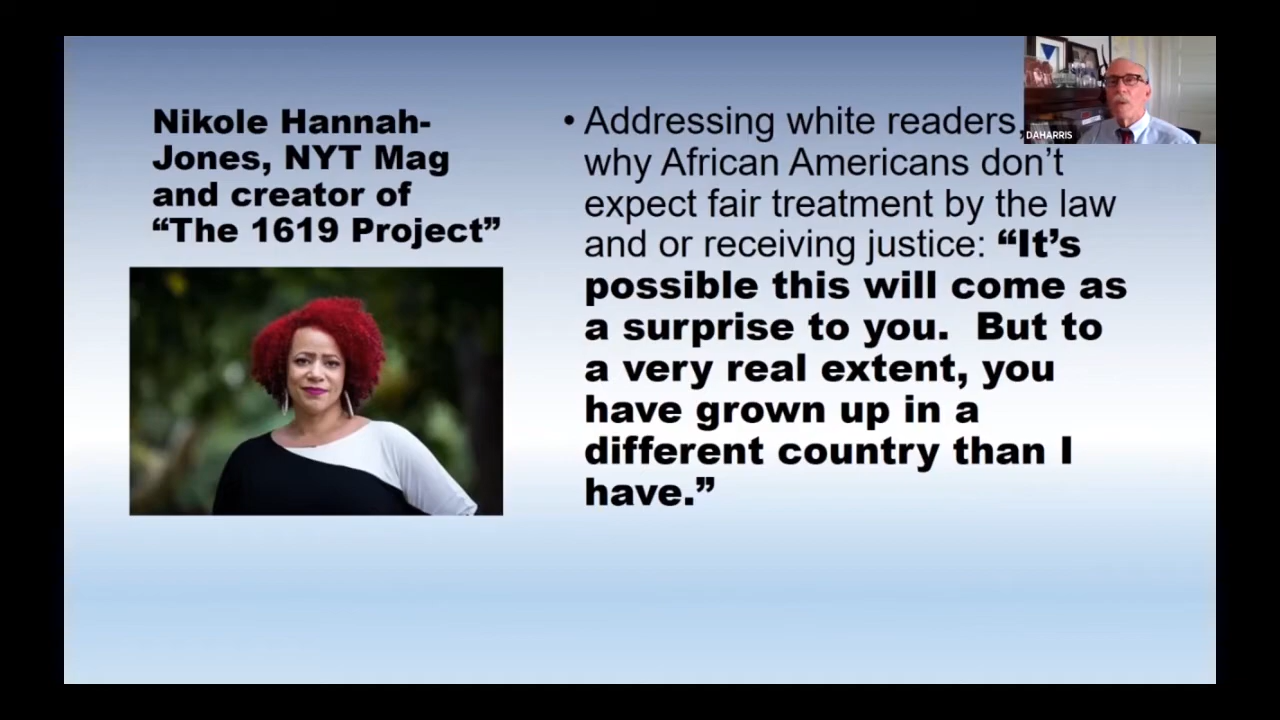 Nikole Hannah-
Jones, NYT Mag
and creator of
“The 1619 Project”
• Addressing white readers,
why African Americans don’t
expect fair treatment by the law
and or receiving justice: “It’s
possible this will come as
a surprise to you.  But to
a very real extent, you
have grown up in a
different country than I
have.”
DAHARRIS